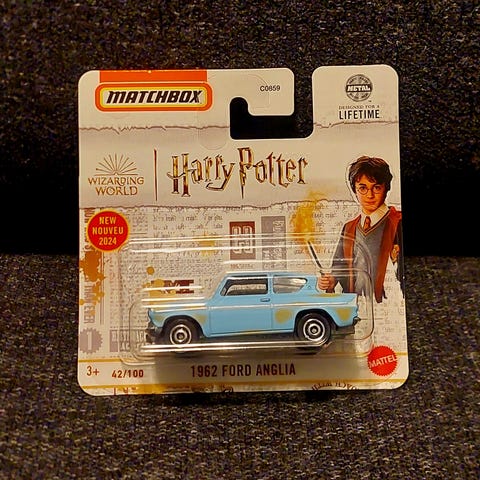 MATCHBOX
C0859
METAL
DESIGNED FOR A
LIFETIME
WIZARDING
WORLD
Harry Potter
NEW
NOUVEU
2024
M
3+
42/100
1962 FORD ANGLIA
MATTEL